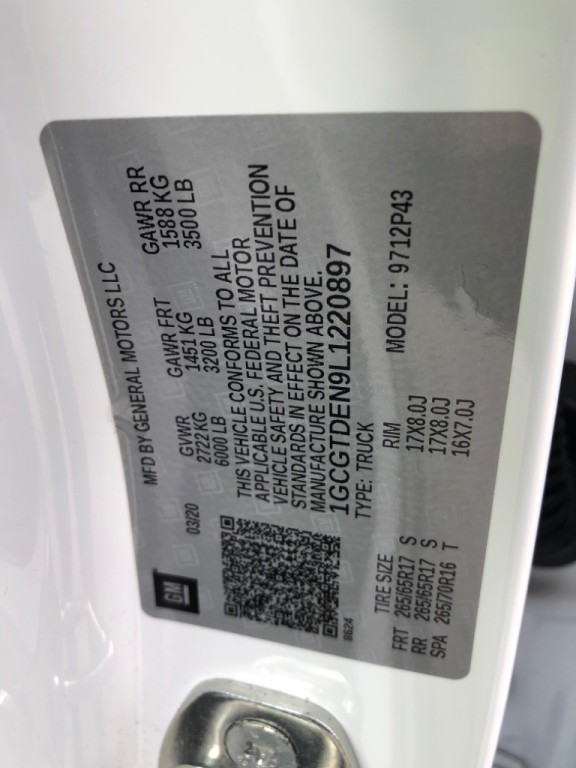 GM
MFD BY GENERAL MOTORS LLC
03/20 GVWR GAWR FRT GAWR RR
2722 KG 1451 KG 1588 KG
6000 LB 3200 LB 3500 LB
THIS VEHICLE CONFORMS TO ALL
APPLICABLE U.S. FEDERAL MOTOR
VEHICLE SAFETY AND THEFT PREVENTION
STANDARDS IN EFFECT ON THE DATE OF
MANUFACTURE SHOWN ABOVE.
1GCGTDEN9L1220897
8624 TYPE: TRUCK MODEL: 9712P43
TIRE SIZE RIM
FRT 265/65R17 S 17X8.0J
RR 265/65R17 S 17X8.0J
SPA 265/70R16 T 16X7.0J